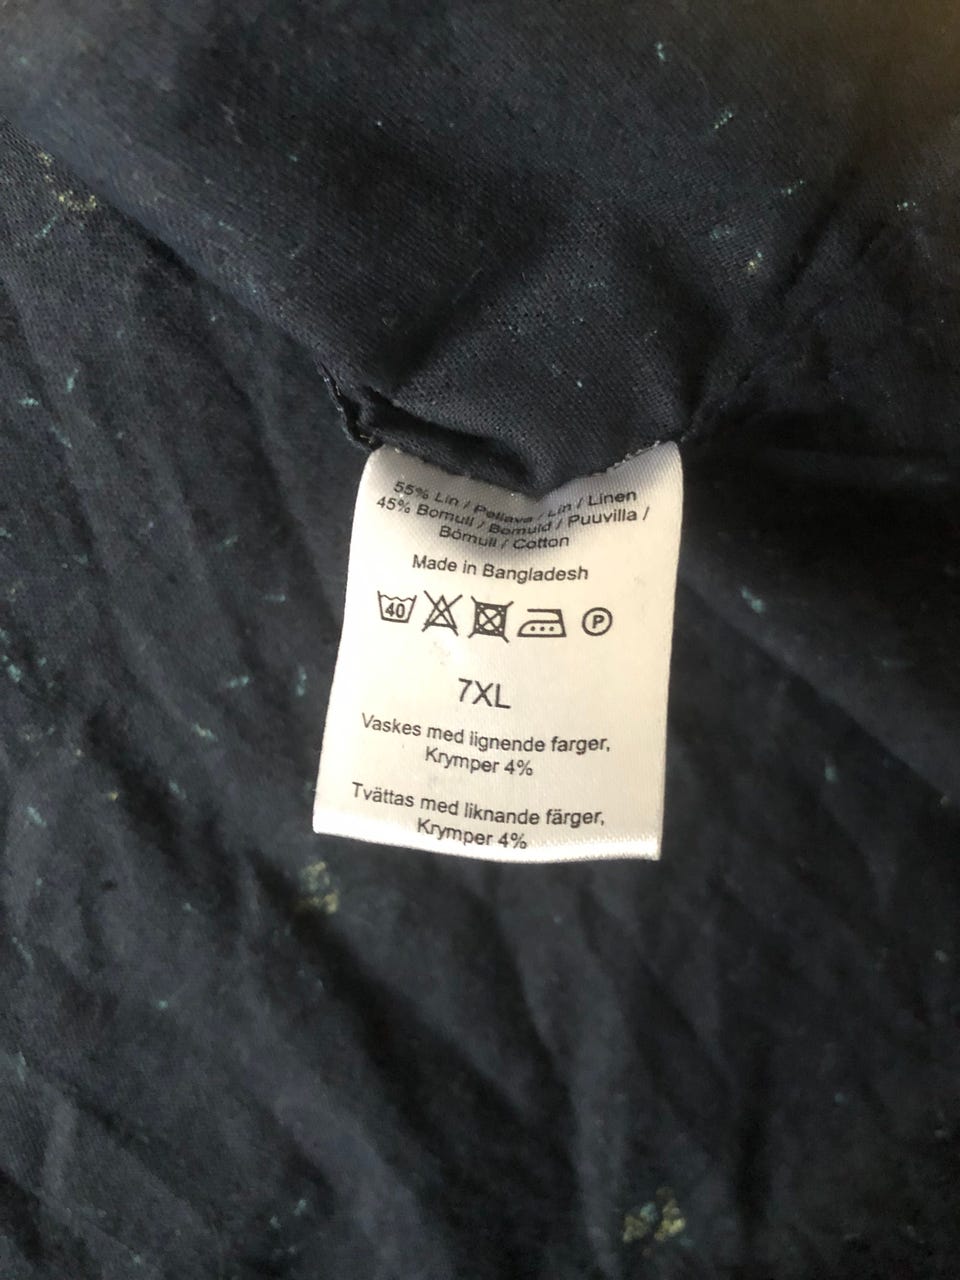 55% Lin / Pellava / Lin / Linen
45% Bomull / Bomuld / Puuvilla /
Bómull / Cotton
Made in Bangladesh
40 P
7XL
Vaskes med lignende farger,
Krymper 4%
Tvättas med liknande färger,
Krymper 4%